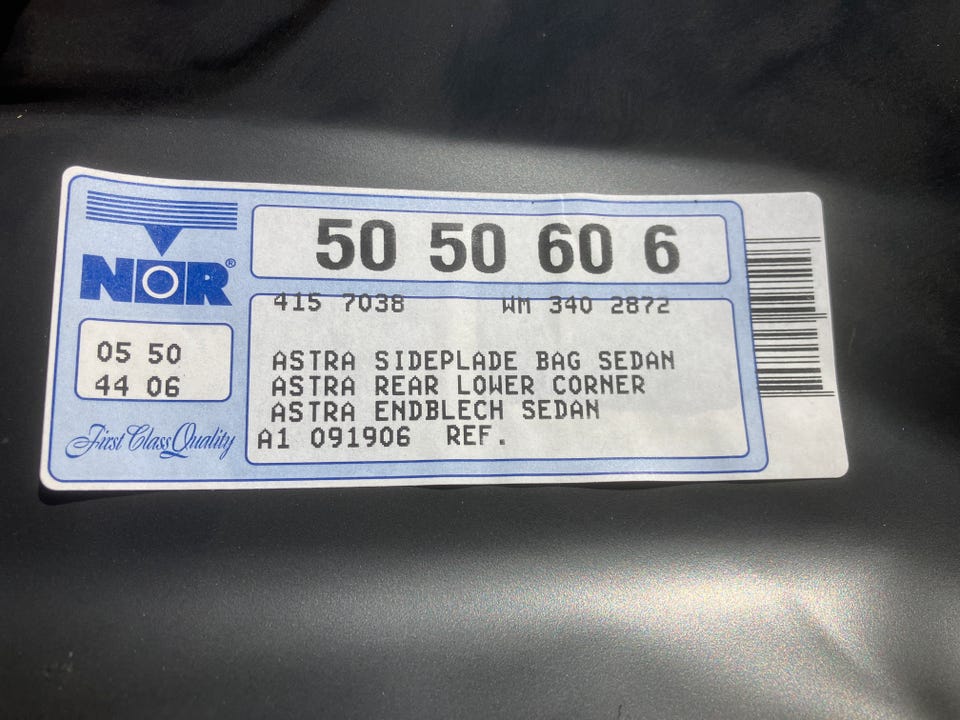 NOR®
50 50 60 6
415 7038 WM 340 2872
05 50
44 06
ASTRA SIDEPLADE BAG SEDAN
ASTRA REAR LOWER CORNER
ASTRA ENDBLECH SEDAN
A1 091906 REF.
First Class Quality